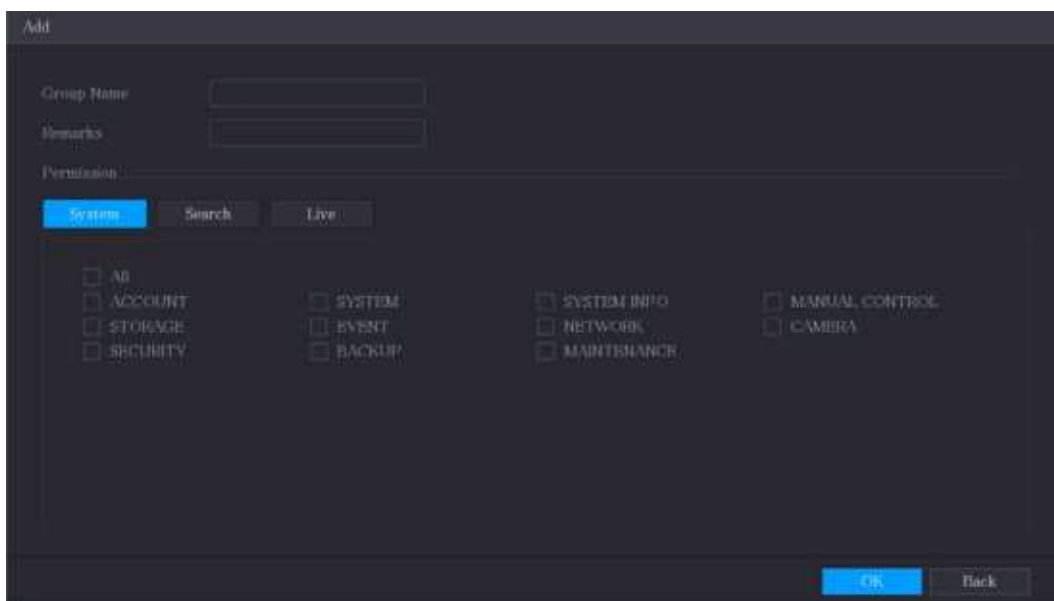 Add
Group Name
Remarks
Permission
System Search Live
All
ACCOUNT SYSTEM SYSTEM INFO MANUAL CONTROL
STORAGE EVENT NETWORK CAMERA
SECURITY BACKUP MAINTENANCE
OK Back